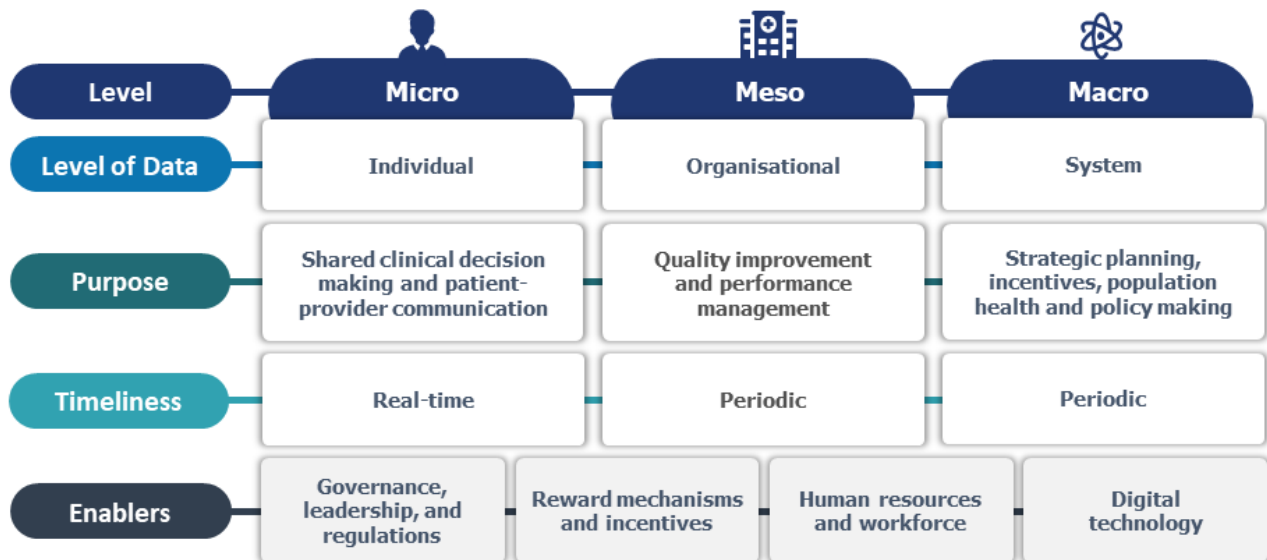 Level
Micro
Meso
Macro
Level of Data
Individual
Organisational
System
Purpose
Shared clinical decision
making and patient-
provider communication
Quality improvement
and performance
management
Strategic planning,
incentives, population
health and policy making
Timeliness
Real-time
Periodic
Periodic
Enablers
Governance,
leadership, and
regulations
Reward mechanisms
and incentives
Human resources
and workforce
Digital
technology